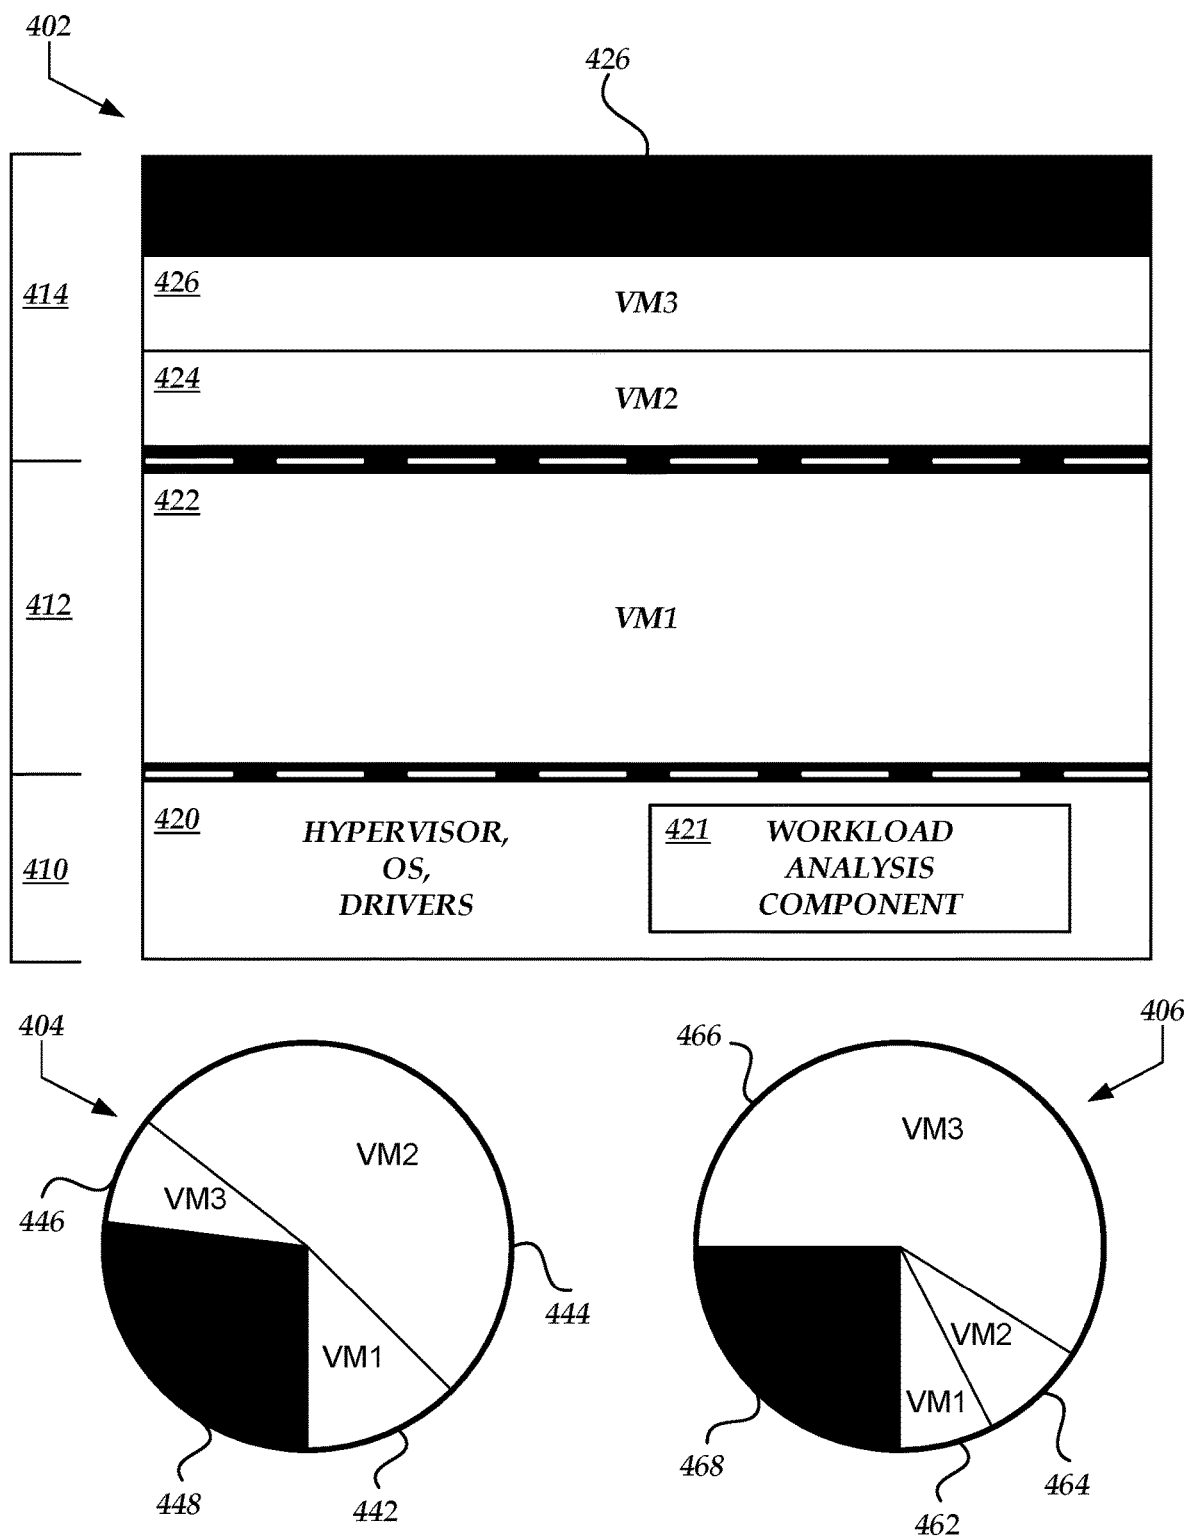 402
426
414
426
VM3
424
VM2
422
412
VM1
420
HYPERVISOR,
OS,
DRIVERS
421
WORKLOAD
ANALYSIS
COMPONENT
410
404
VM2
VM3
446
444
VM1
448
442
466
406
VM3
VM2
VM1
468
464
462